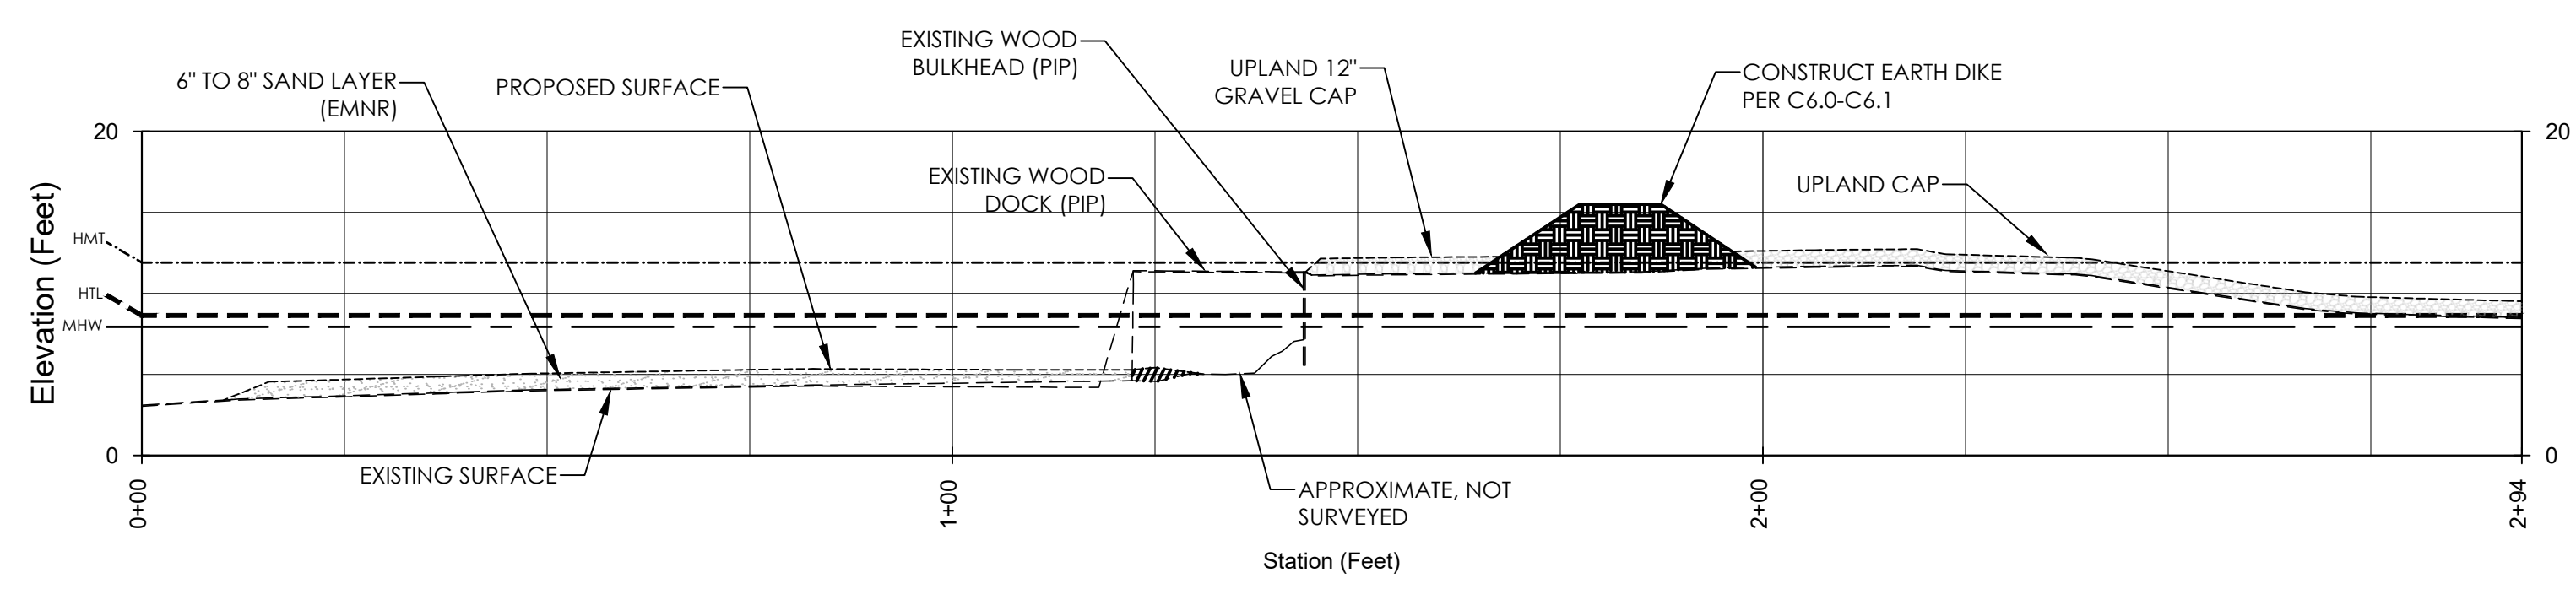 EXISTING WOOD
BULKHEAD (PIP)
6" TO 8" SAND LAYER
(EMNR)
PROPOSED SURFACE
UPLAND 12"
GRAVEL CAP
CONSTRUCT EARTH DIKE
PER C6.0-C6.1
20
20
EXISTING WOOD
DOCK (PIP)
UPLAND CAP
Elevation (Feet)
HMT
HTL
MHW
0
0
EXISTING SURFACE
APPROXIMATE, NOT
SURVEYED
0+00
1+00
2+00
2+94
Station (Feet)